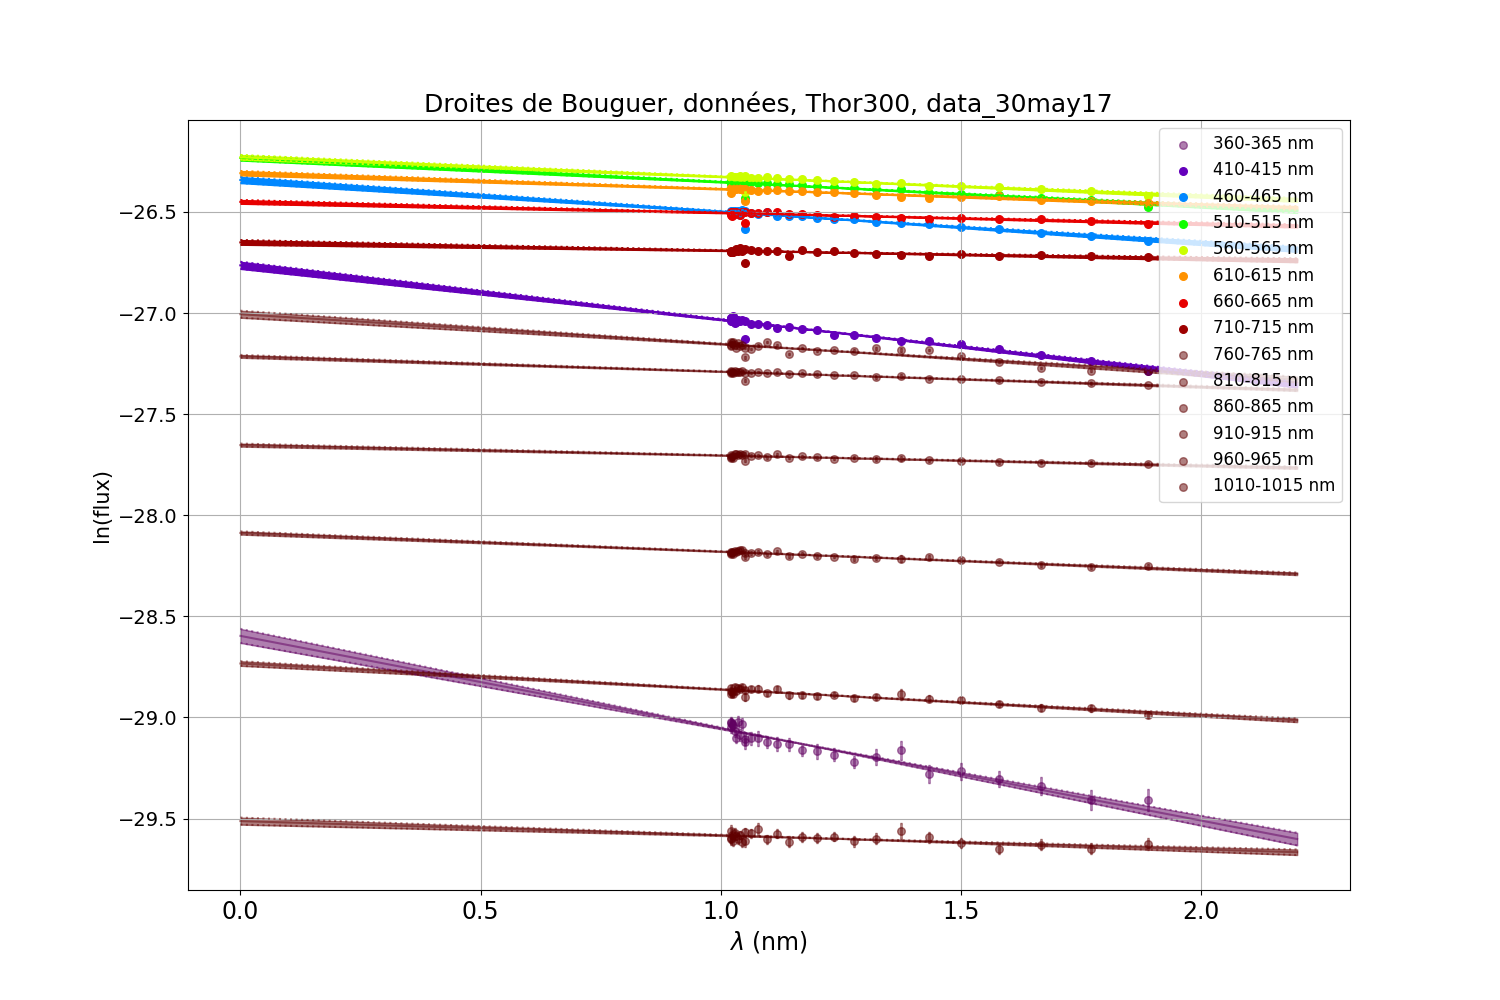 Droites de Bouguer, données, Thor300, data_30may17
360-365 nm
410-415 nm
460-465 nm
510-515 nm
560-565 nm
610-615 nm
660-665 nm
710-715 nm
760-765 nm
810-815 nm
860-865 nm
910-915 nm
960-965 nm
1010-1015 nm
−26.5
−27.0
−27.5
−28.0
−28.5
−29.0
−29.5
ln(flux)
0.0 0.5 1.0 1.5 2.0
λ (nm)